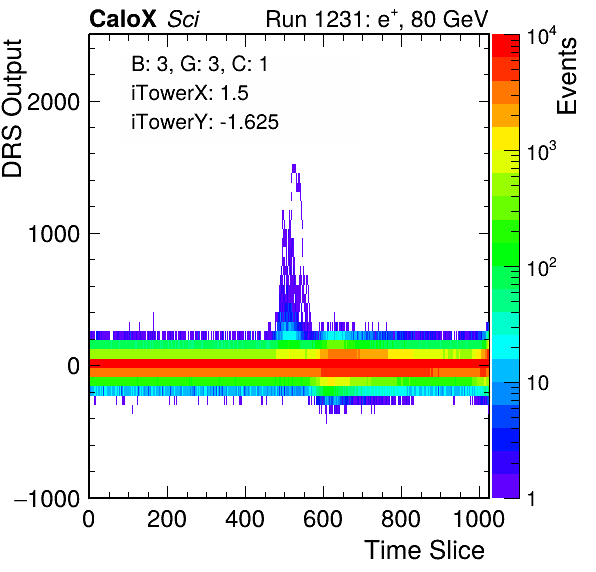 CaloX Sci
Run 1231: e⁺, 80 GeV
B: 3, G: 3, C: 1
iTowerX: 1.5
iTowerY: -1.625
DRS Output
2000
1000
0
−1000
0 200 400 600 800 1000
Time Slice
Events
10⁴
10³
10²
10
1